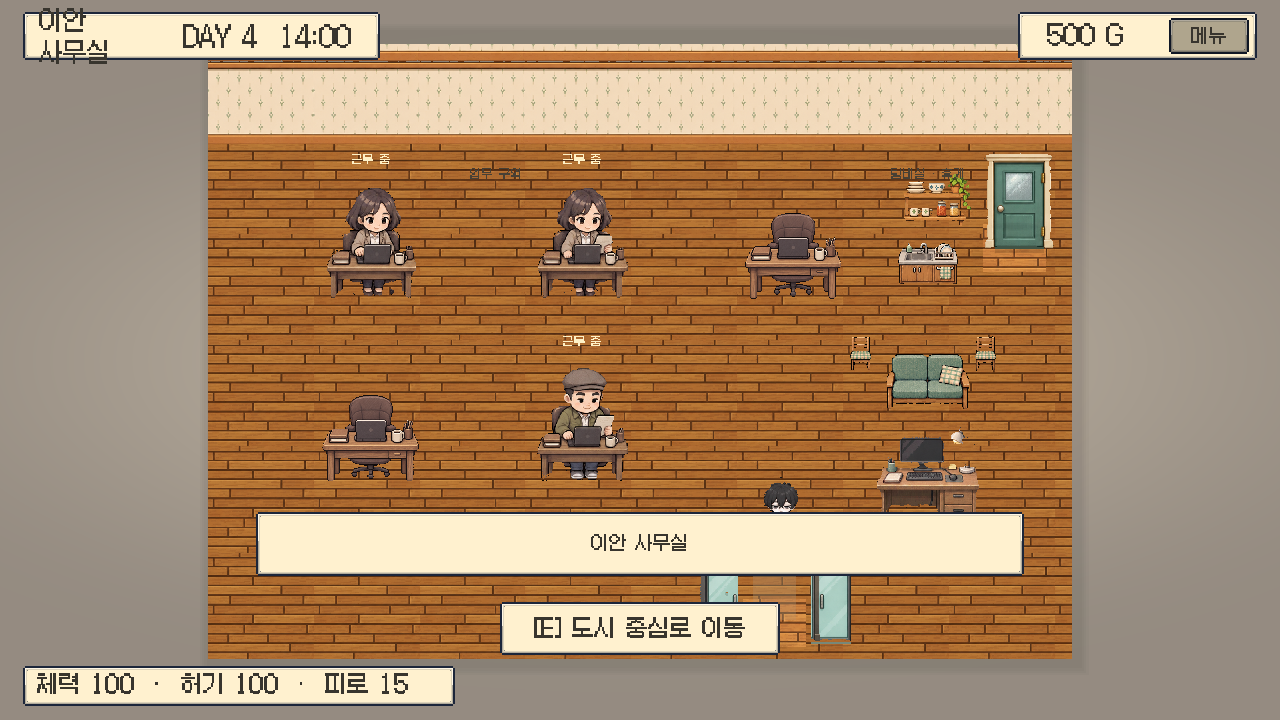 이안
사무실
DAY 4 14:00
500 G
메뉴
근무 중
근무 중
근무 중
이안 사무실
[E] 도시 중심로 이동
체력 100 · 허기 100 · 피로 15